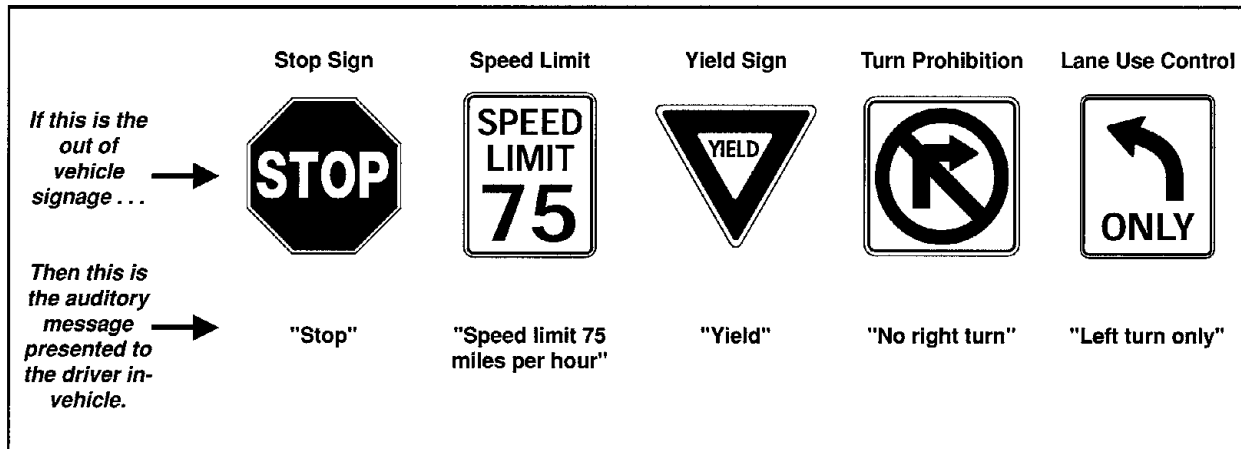 Stop Sign
Speed Limit
Yield Sign
Turn Prohibition
Lane Use Control
If this is the
out of
vehicle
signage . . .
STOP
SPEED
LIMIT
75
YIELD
ONLY
Then this is
the auditory
message
presented to
the driver in-
vehicle.
"Stop"
"Speed limit 75
miles per hour"
"Yield"
"No right turn"
"Left turn only"